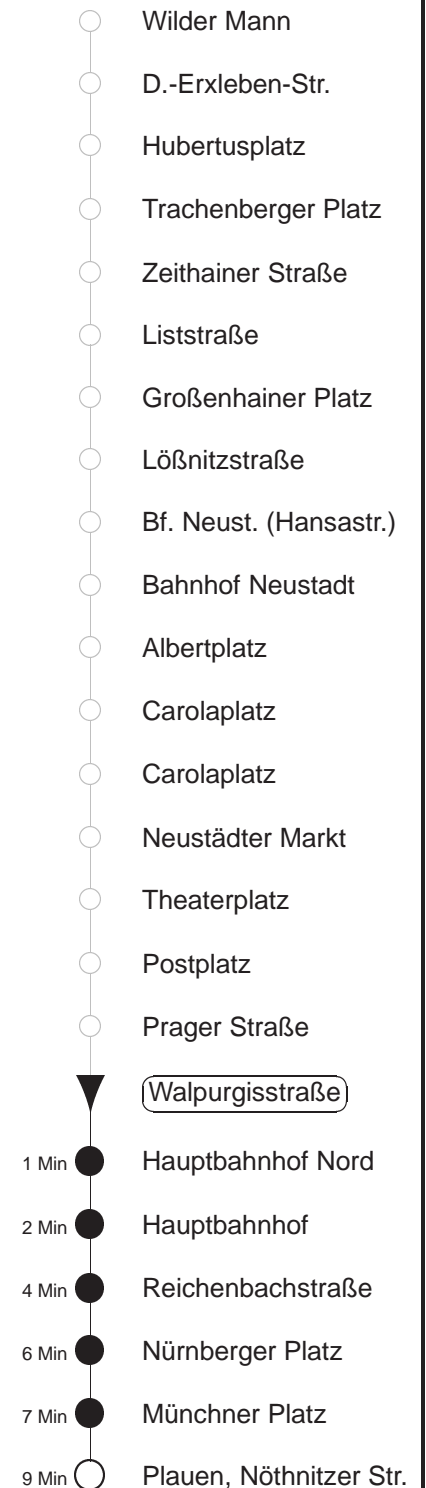 Wilder Mann
D.-Erxleben-Str.
Hubertusplatz
Trachenberger Platz
Zeithainer Straße
Liststraße
Großenhainer Platz
Lößnitzstraße
Bf. Neust. (Hansastr.)
Bahnhof Neustadt
Albertplatz
Carolaplatz
Carolaplatz
Neustädter Markt
Theaterplatz
Postplatz
Prager Straße
Walpurgisstraße
1 Min Hauptbahnhof Nord
2 Min Hauptbahnhof
4 Min Reichenbachstraße
6 Min Nürnberger Platz
7 Min Münchner Platz
9 Min Plauen, Nöthnitzer Str.